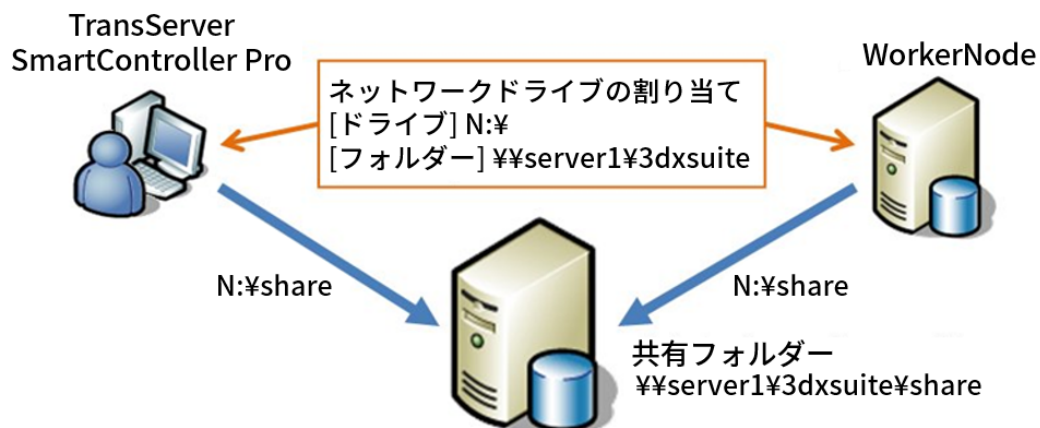 TransServer
SmartController Pro
WorkerNode
ネットワークドライブの割り当て
[ドライブ] N:¥
[フォルダー] ¥¥server1¥3dxsuite
N:¥share
N:¥share
共有フォルダー
¥¥server1¥3dxsuite¥share